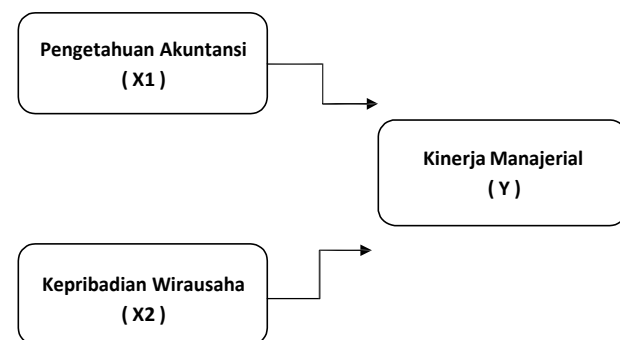 Pengetahuan Akuntansi
( X1 )
Kinerja Manajerial
( Y )
Kepribadian Wirausaha
( X2 )